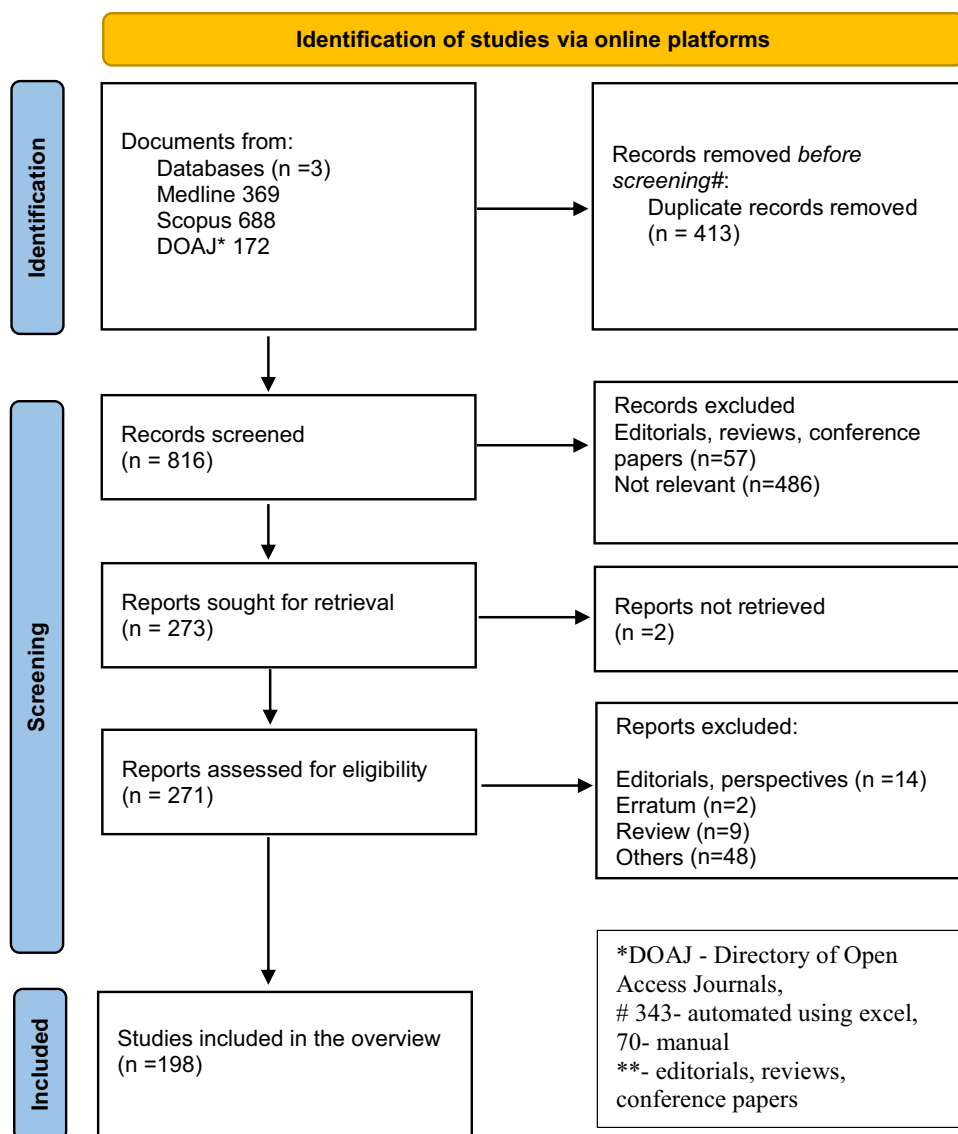 Identification of studies via online platforms
Identification
Documents from:
Databases (n =3)
Medline 369
Scopus 688
DOAJ* 172
Records removed before
screening#:
Duplicate records removed
(n = 413)
Screening
Records screened
(n = 816)
Records excluded
Editorials, reviews, conference
papers (n=57)
Not relevant (n=486)
Reports sought for retrieval
(n = 273)
Reports not retrieved
(n =2)
Reports assessed for eligibility
(n = 271)
Reports excluded:
Editorials, perspectives (n =14)
Erratum (n=2)
Review (n=9)
Others (n=48)
Included
Studies included in the overview
(n =198)
*DOAJ - Directory of Open
Access Journals,
# 343- automated using excel,
70- manual
**- editorials, reviews,
conference papers